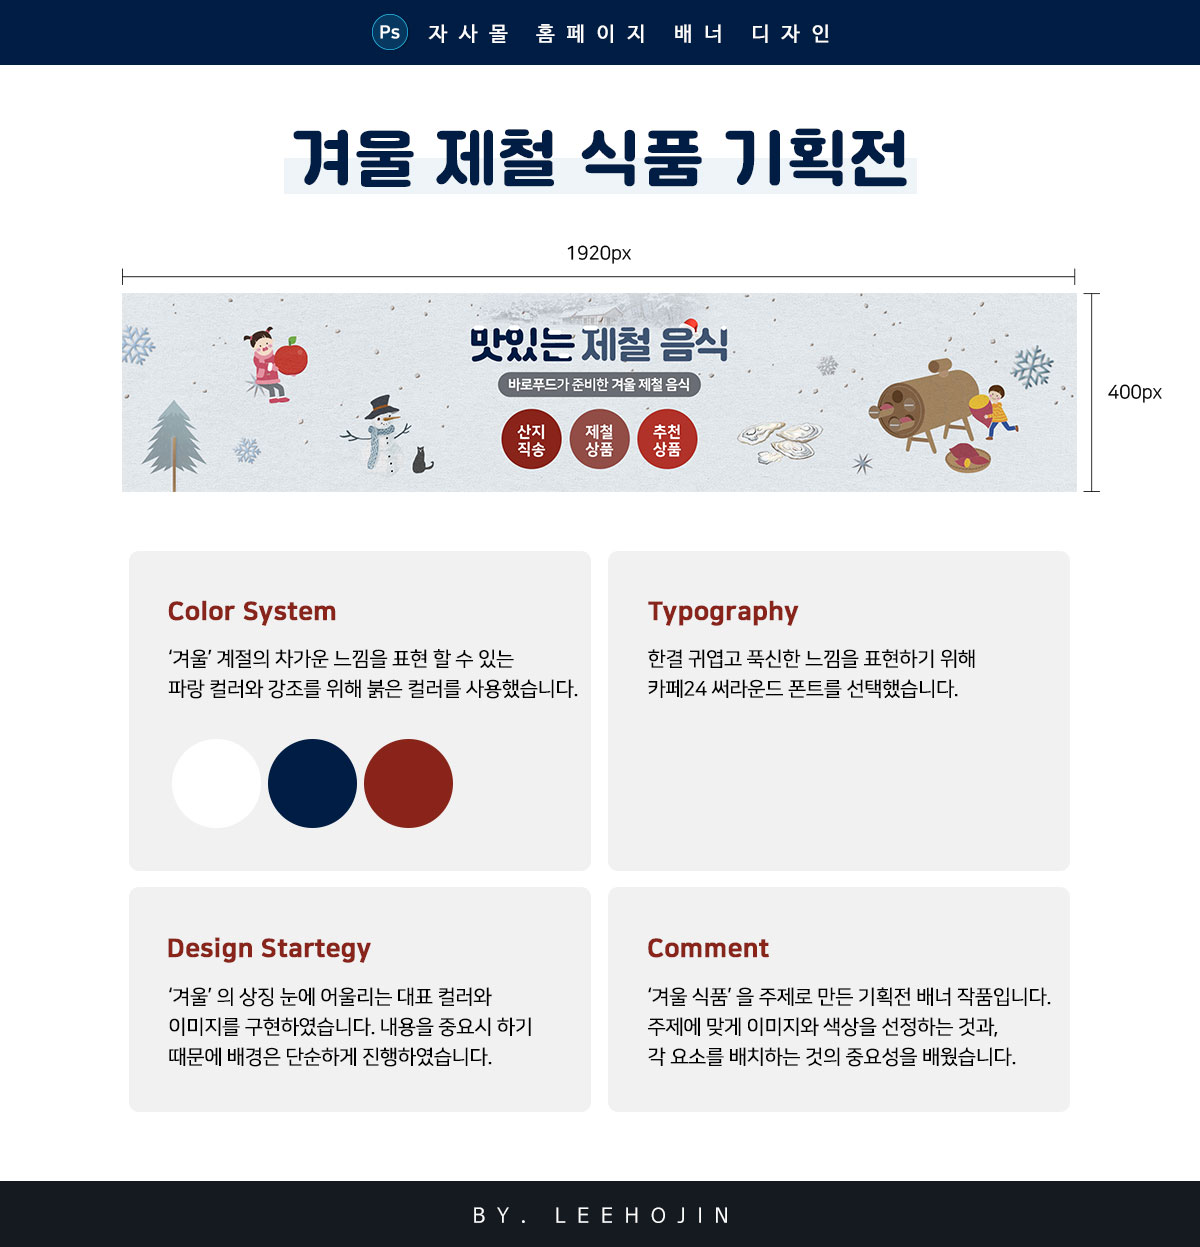 Ps 자사몰 홈페이지 배너 디자인
겨울 제철 식품 기획전
1920px
400px
맛있는 제철 음식
바로푸드가 준비한 겨울 제철 음식
산지
직송
제철
상품
추천
상품
Color System
‘겨울’ 계절의 차가운 느낌을 표현 할 수 있는
파랑 컬러와 강조를 위해 붉은 컬러를 사용했습니다.
Typography
한결 귀엽고 푹신한 느낌을 표현하기 위해
카페24 써라운드 폰트를 선택했습니다.
Design Startegy
‘겨울’ 의 상징 눈에 어울리는 대표 컬러와
이미지를 구현하였습니다. 내용을 중요시 하기
때문에 배경은 단순하게 진행하였습니다.
Comment
‘겨울 식품’ 을 주제로 만든 기획전 배너 작품입니다.
주제에 맞게 이미지와 색상을 선정하는 것과,
각 요소를 배치하는 것의 중요성을 배웠습니다.
BY. LEEHOJIN